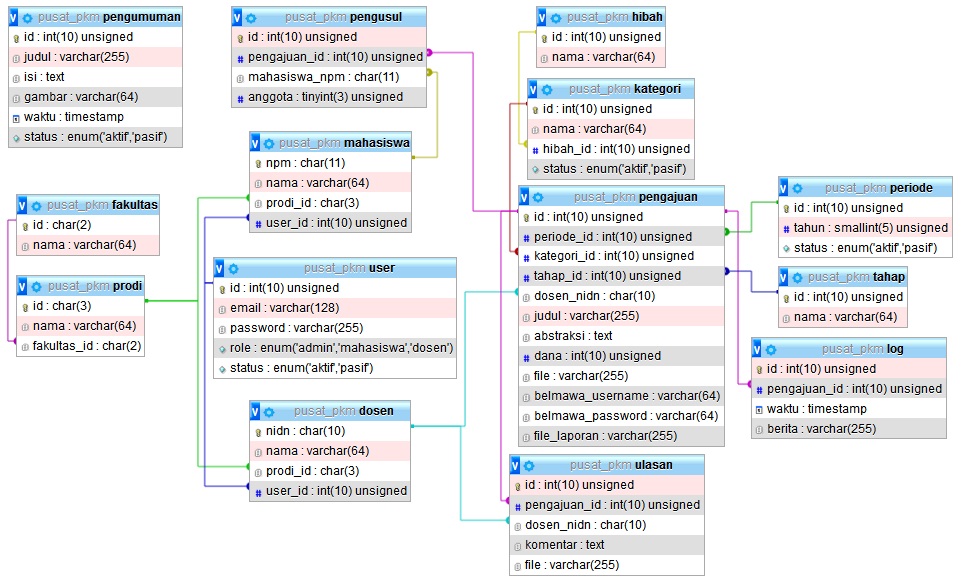 pusat_pkm pengumuman
id : int(10) unsigned
judul : varchar(255)
isi : text
gambar : varchar(64)
waktu : timestamp
status : enum('aktif','pasif')
pusat_pkm pengusul
id : int(10) unsigned
pengajuan_id : int(10) unsigned
mahasiswa_npm : char(11)
anggota : tinyint(3) unsigned
pusat_pkm hibah
id : int(10) unsigned
nama : varchar(64)
pusat_pkm kategori
id : int(10) unsigned
nama : varchar(64)
hibah_id : int(10) unsigned
status : enum('aktif','pasif')
pusat_pkm mahasiswa
npm : char(11)
nama : varchar(64)
prodi_id : char(3)
user_id : int(10) unsigned
pusat_pkm fakultas
id : char(2)
nama : varchar(64)
pusat_pkm prodi
id : char(3)
nama : varchar(64)
fakultas_id : char(2)
pusat_pkm user
id : int(10) unsigned
email : varchar(128)
password : varchar(255)
role : enum('admin','mahasiswa','dosen')
status : enum('aktif','pasif')
pusat_pkm dosen
nidn : char(10)
nama : varchar(64)
prodi_id : char(3)
user_id : int(10) unsigned
pusat_pkm pengajuan
id : int(10) unsigned
periode_id : int(10) unsigned
kategori_id : int(10) unsigned
tahap_id : int(10) unsigned
dosen_nidn : char(10)
judul : varchar(255)
abstraksi : text
dana : int(10) unsigned
file : varchar(255)
belmawa_username : varchar(64)
belmawa_password : varchar(64)
file_laporan : varchar(255)
pusat_pkm periode
id : int(10) unsigned
tahun : smallint(5) unsigned
status : enum('aktif','pasif')
pusat_pkm tahap
id : int(10) unsigned
nama : varchar(64)
pusat_pkm log
id : int(10) unsigned
pengajuan_id : int(10) unsigned
waktu : timestamp
berita : varchar(255)
pusat_pkm ulasan
id : int(10) unsigned
pengajuan_id : int(10) unsigned
dosen_nidn : char(10)
komentar : text
file : varchar(255)